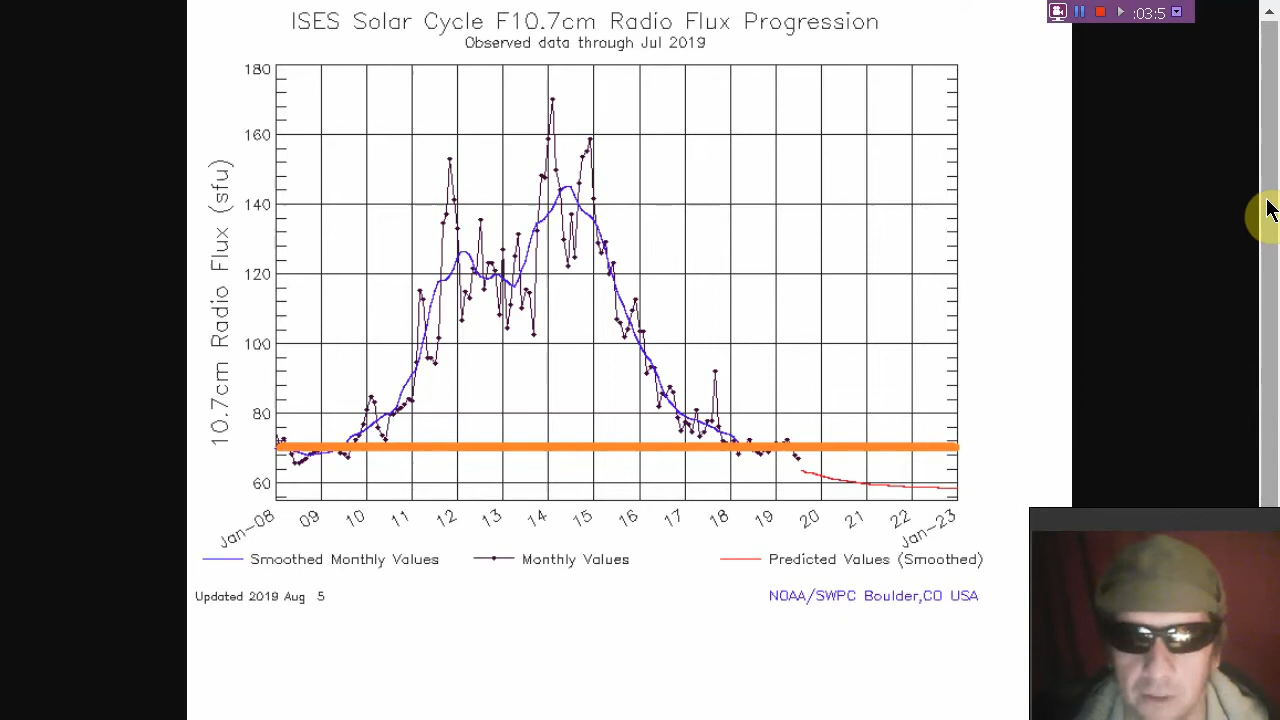 ISES Solar Cycle F10.7cm Radio Flux Progression
Observed data through Jul 2019
:03:5
180
160
140
120
100
80
60
10.7cm Radio Flux (sfu)
Jan-08 09 10 11 12 13 14 15 16 17 18 19 20 21 22 Jan-23
Smoothed Monthly Values Monthly Values Predicted Values (Smoothed)
Updated 2019 Aug 5 NOAA/SWPC Boulder,CO USA